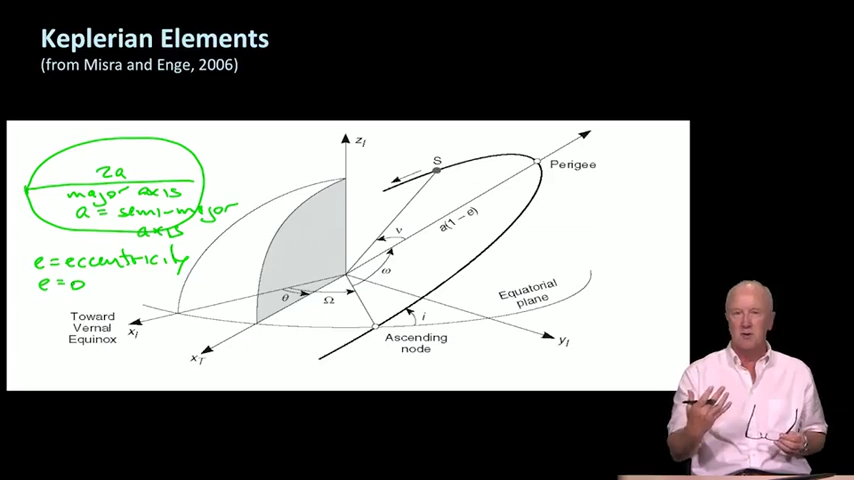 Keplerian Elements
(from Misra and Enge, 2006)
2a
major axis
a = semi-major
axis
e = eccentricity
e = 0
z_I
S
Perigee
a(1 – e)
ν
ω
θ
Ω
i
Equatorial
plane
Toward
Vernal
Equinox
x_I
x_T
Ascending
node
y_I